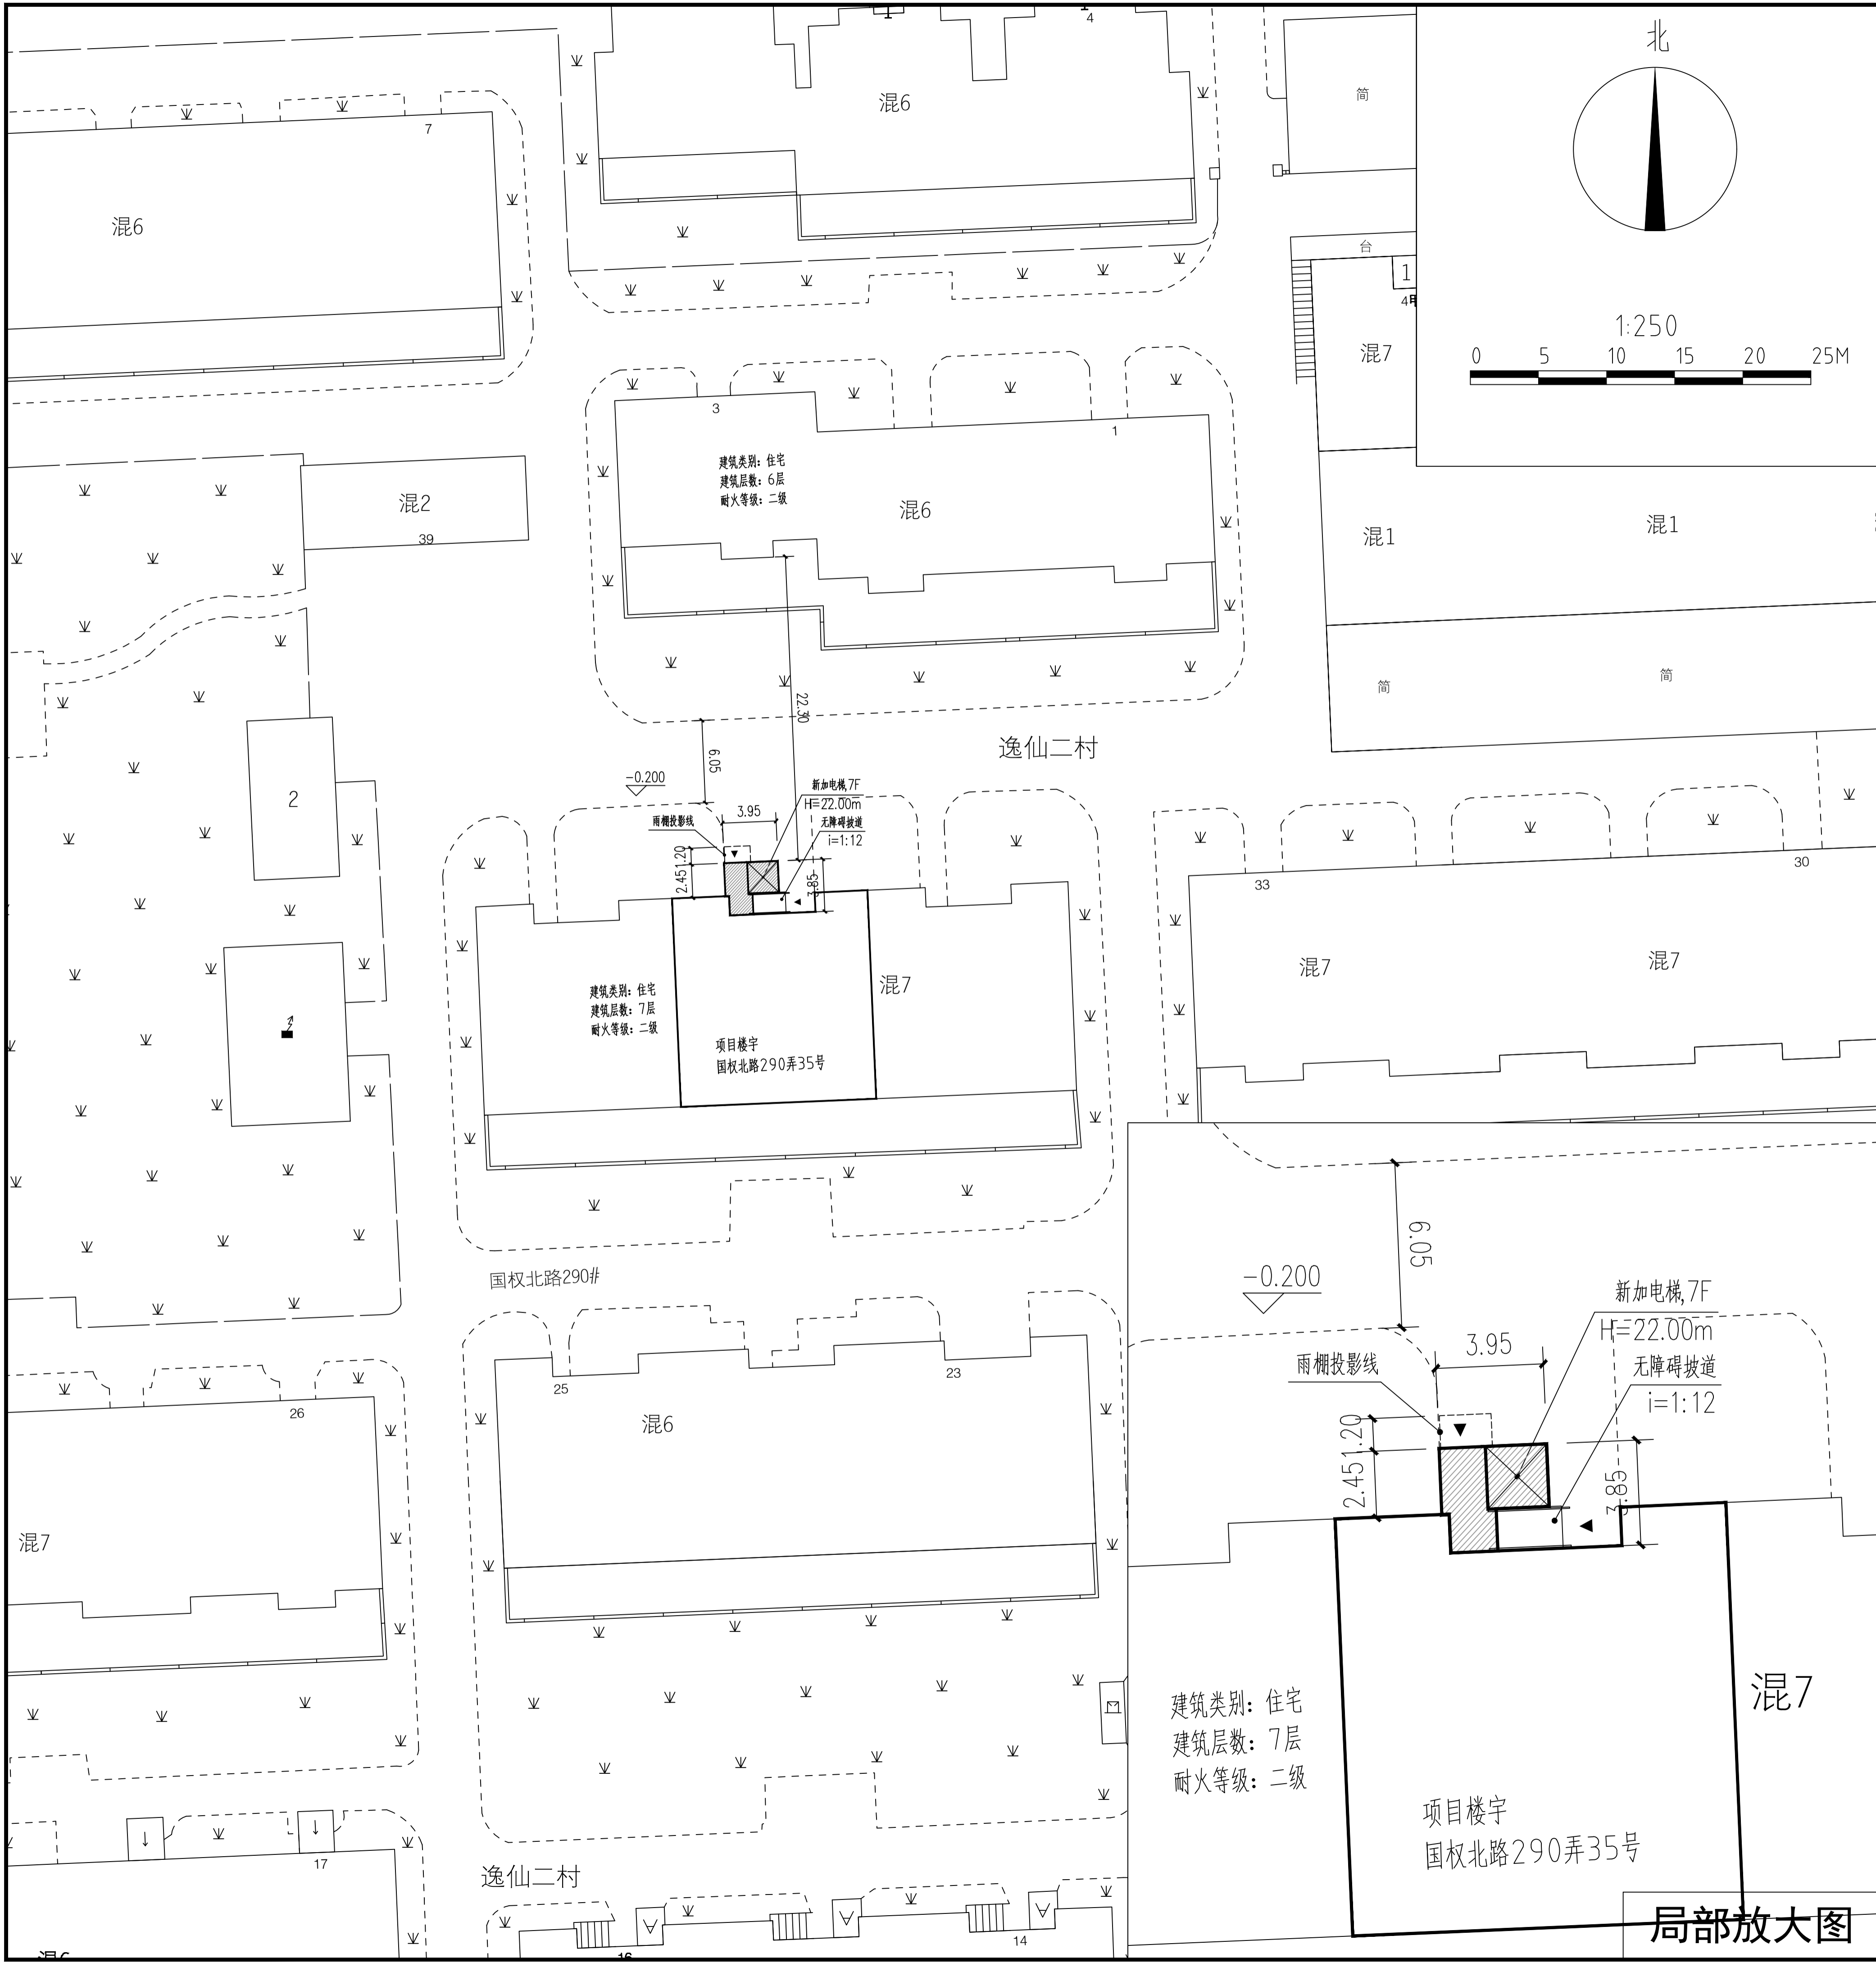 1
4
混6
7
混6
简
北
台
1
混7
1:250
0 5 10 15 20 25M
3
1
建筑类别：住宅
建筑层数：6层
耐火等级：二级
混6
混2
39
混1
混1
简
简
22.30
6.05
逸仙二村
-0.200
新加电梯,7F
H=22.00m
无障碍坡道
i=1:12
雨棚投影线
3.95
1.20
2.45
3.85
2
33
30
混7
混7
混7
建筑类别：住宅
建筑层数：7层
耐火等级：二级
项目楼宇
国权北路290弄35号
国权北路290#
25
23
混6
26
混7
17
逸仙二村
16
14
混6
6.05
-0.200
新加电梯,7F
H=22.00m
无障碍坡道
i=1:12
雨棚投影线
3.95
1.20
2.45
3.85
建筑类别：住宅
建筑层数：7层
耐火等级：二级
混7
项目楼宇
国权北路290弄35号
局部放大图